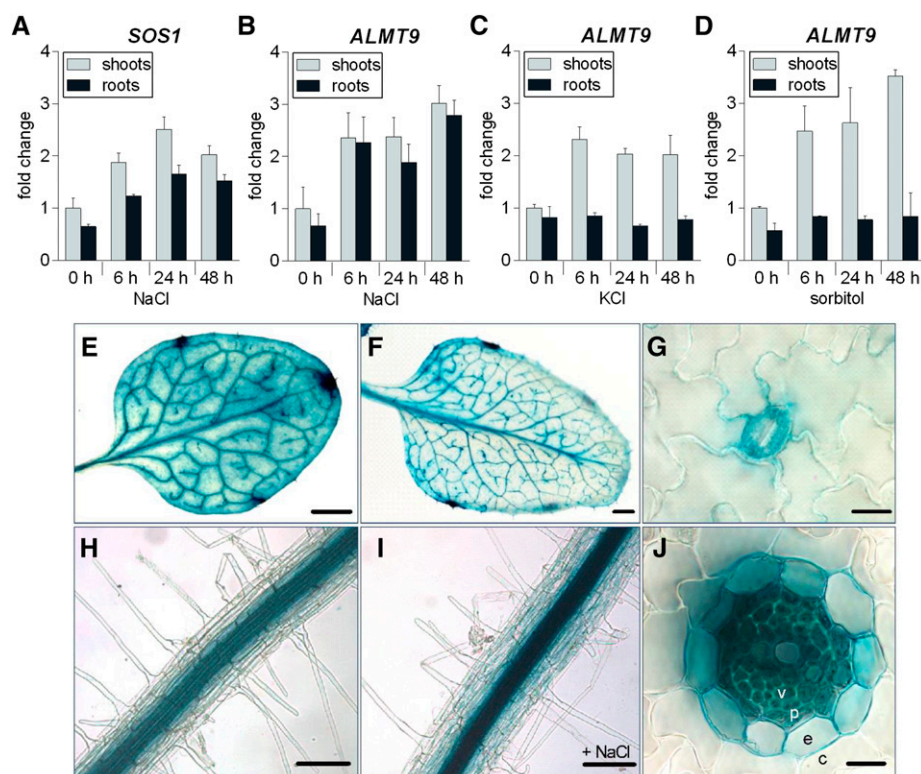 A SOS1
shoots
roots
fold change
4
3
2
1
0
0 h 6 h 24 h 48 h
NaCl
B ALMT9
shoots
roots
fold change
4
3
2
1
0
0 h 6 h 24 h 48 h
NaCl
C ALMT9
shoots
roots
fold change
4
3
2
1
0
0 h 6 h 24 h 48 h
KCl
D ALMT9
shoots
roots
fold change
4
3
2
1
0
0 h 6 h 24 h 48 h
sorbitol
E
F
G
H
I
+ NaCl
J
v
p
e
c